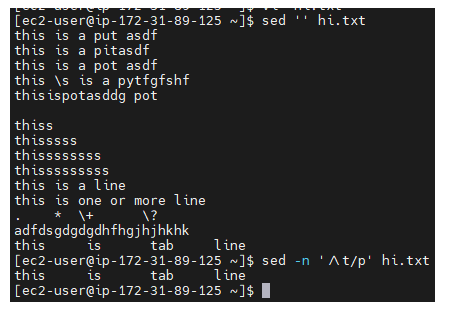 [ec2-user@ip-172-31-89-125 ~]$ sed '' hi.txt
this is a put asdf
this is a pitasdf
this is a pot asdf
this \s is a pytfgfshf
thisispotasddg pot
thiss
thisssss
thissssssss
thisssssssss
this is a line
this is one or more line
. * \+ \?
adfdsgdgdgdhfhgjhjhkhk
this is tab line
[ec2-user@ip-172-31-89-125 ~]$ sed -n '/\t/p' hi.txt
this is tab line
[ec2-user@ip-172-31-89-125 ~]$